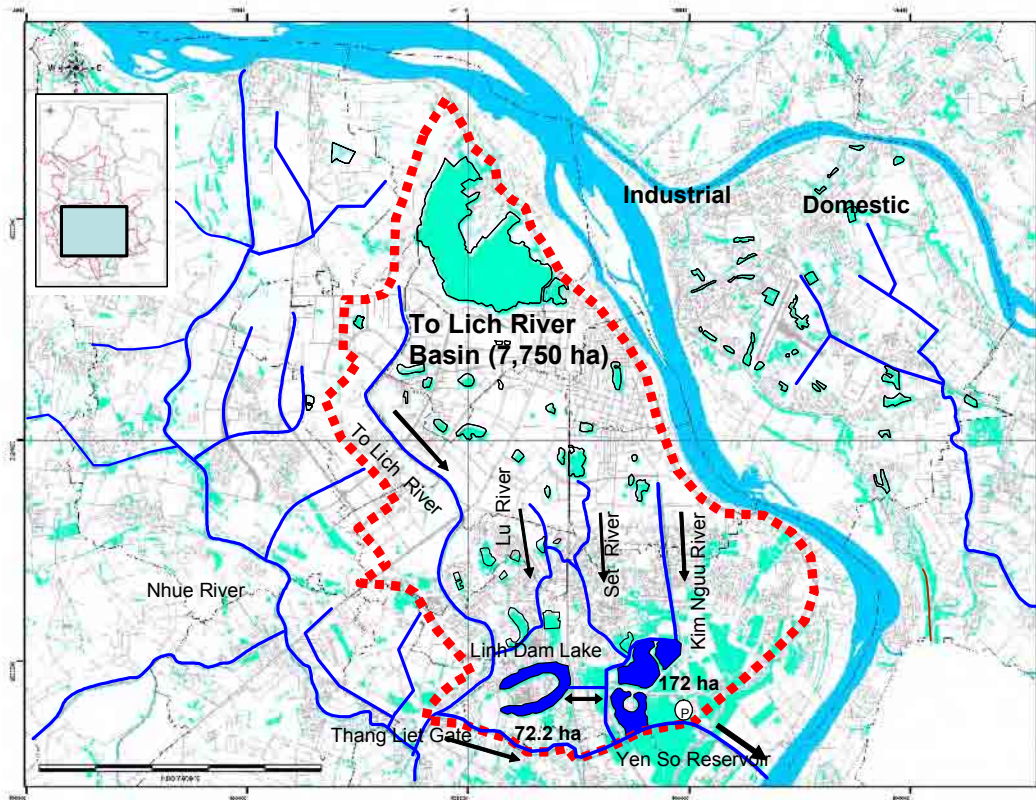 N
W
Industrial
Domestic
To Lich River
Basin (7,750 ha)
To Lich River
Lu River
Set River
Kim Nguu River
Nhue River
Linh Dam Lake
172 ha
P
72.2 ha
Thang Liet Gate
Yen So Reservoir